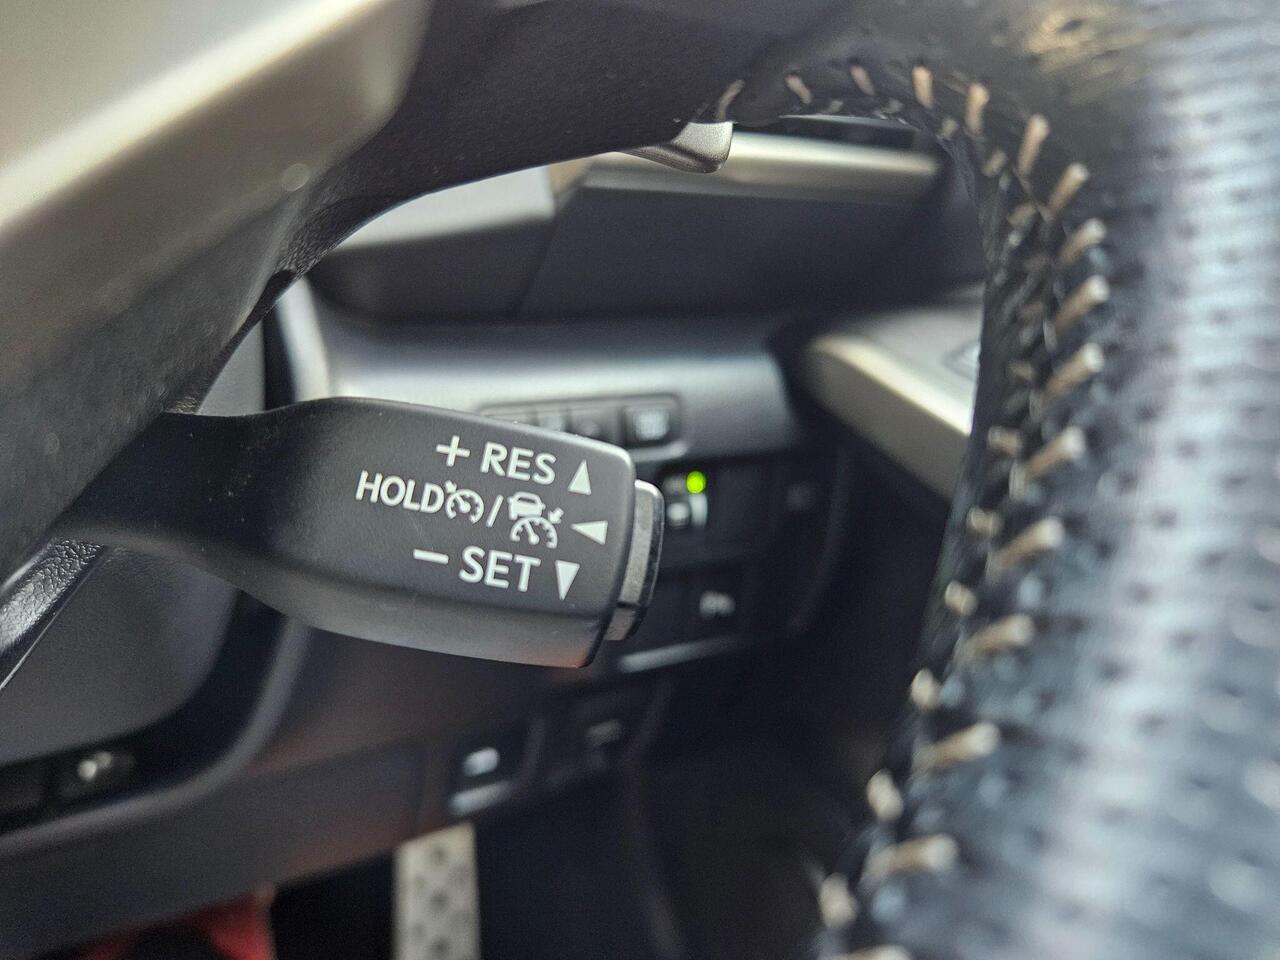 + RES
HOLD /
− SET